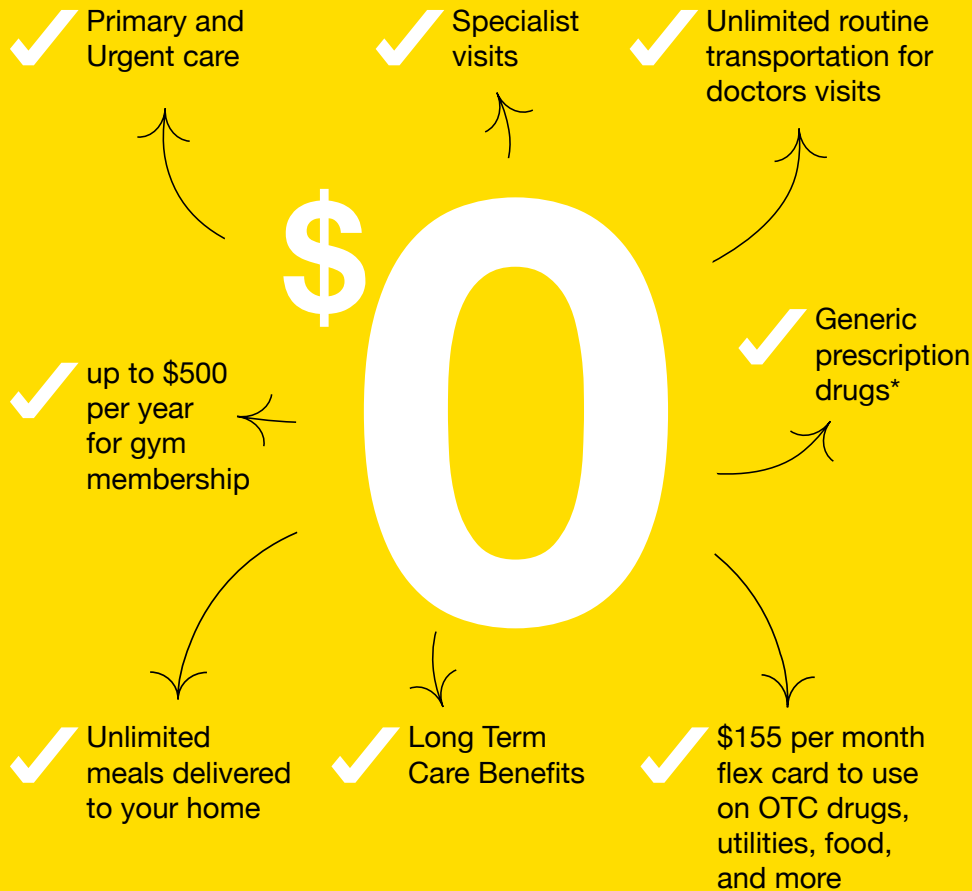 Primary and
Urgent care
Specialist
visits
Unlimited routine
transportation for
doctors visits
$0
up to $500
per year
for gym
membership
Generic
prescription
drugs*
Unlimited
meals delivered
to your home
Long Term
Care Benefits
$155 per month
flex card to use
on OTC drugs,
utilities, food,
and more